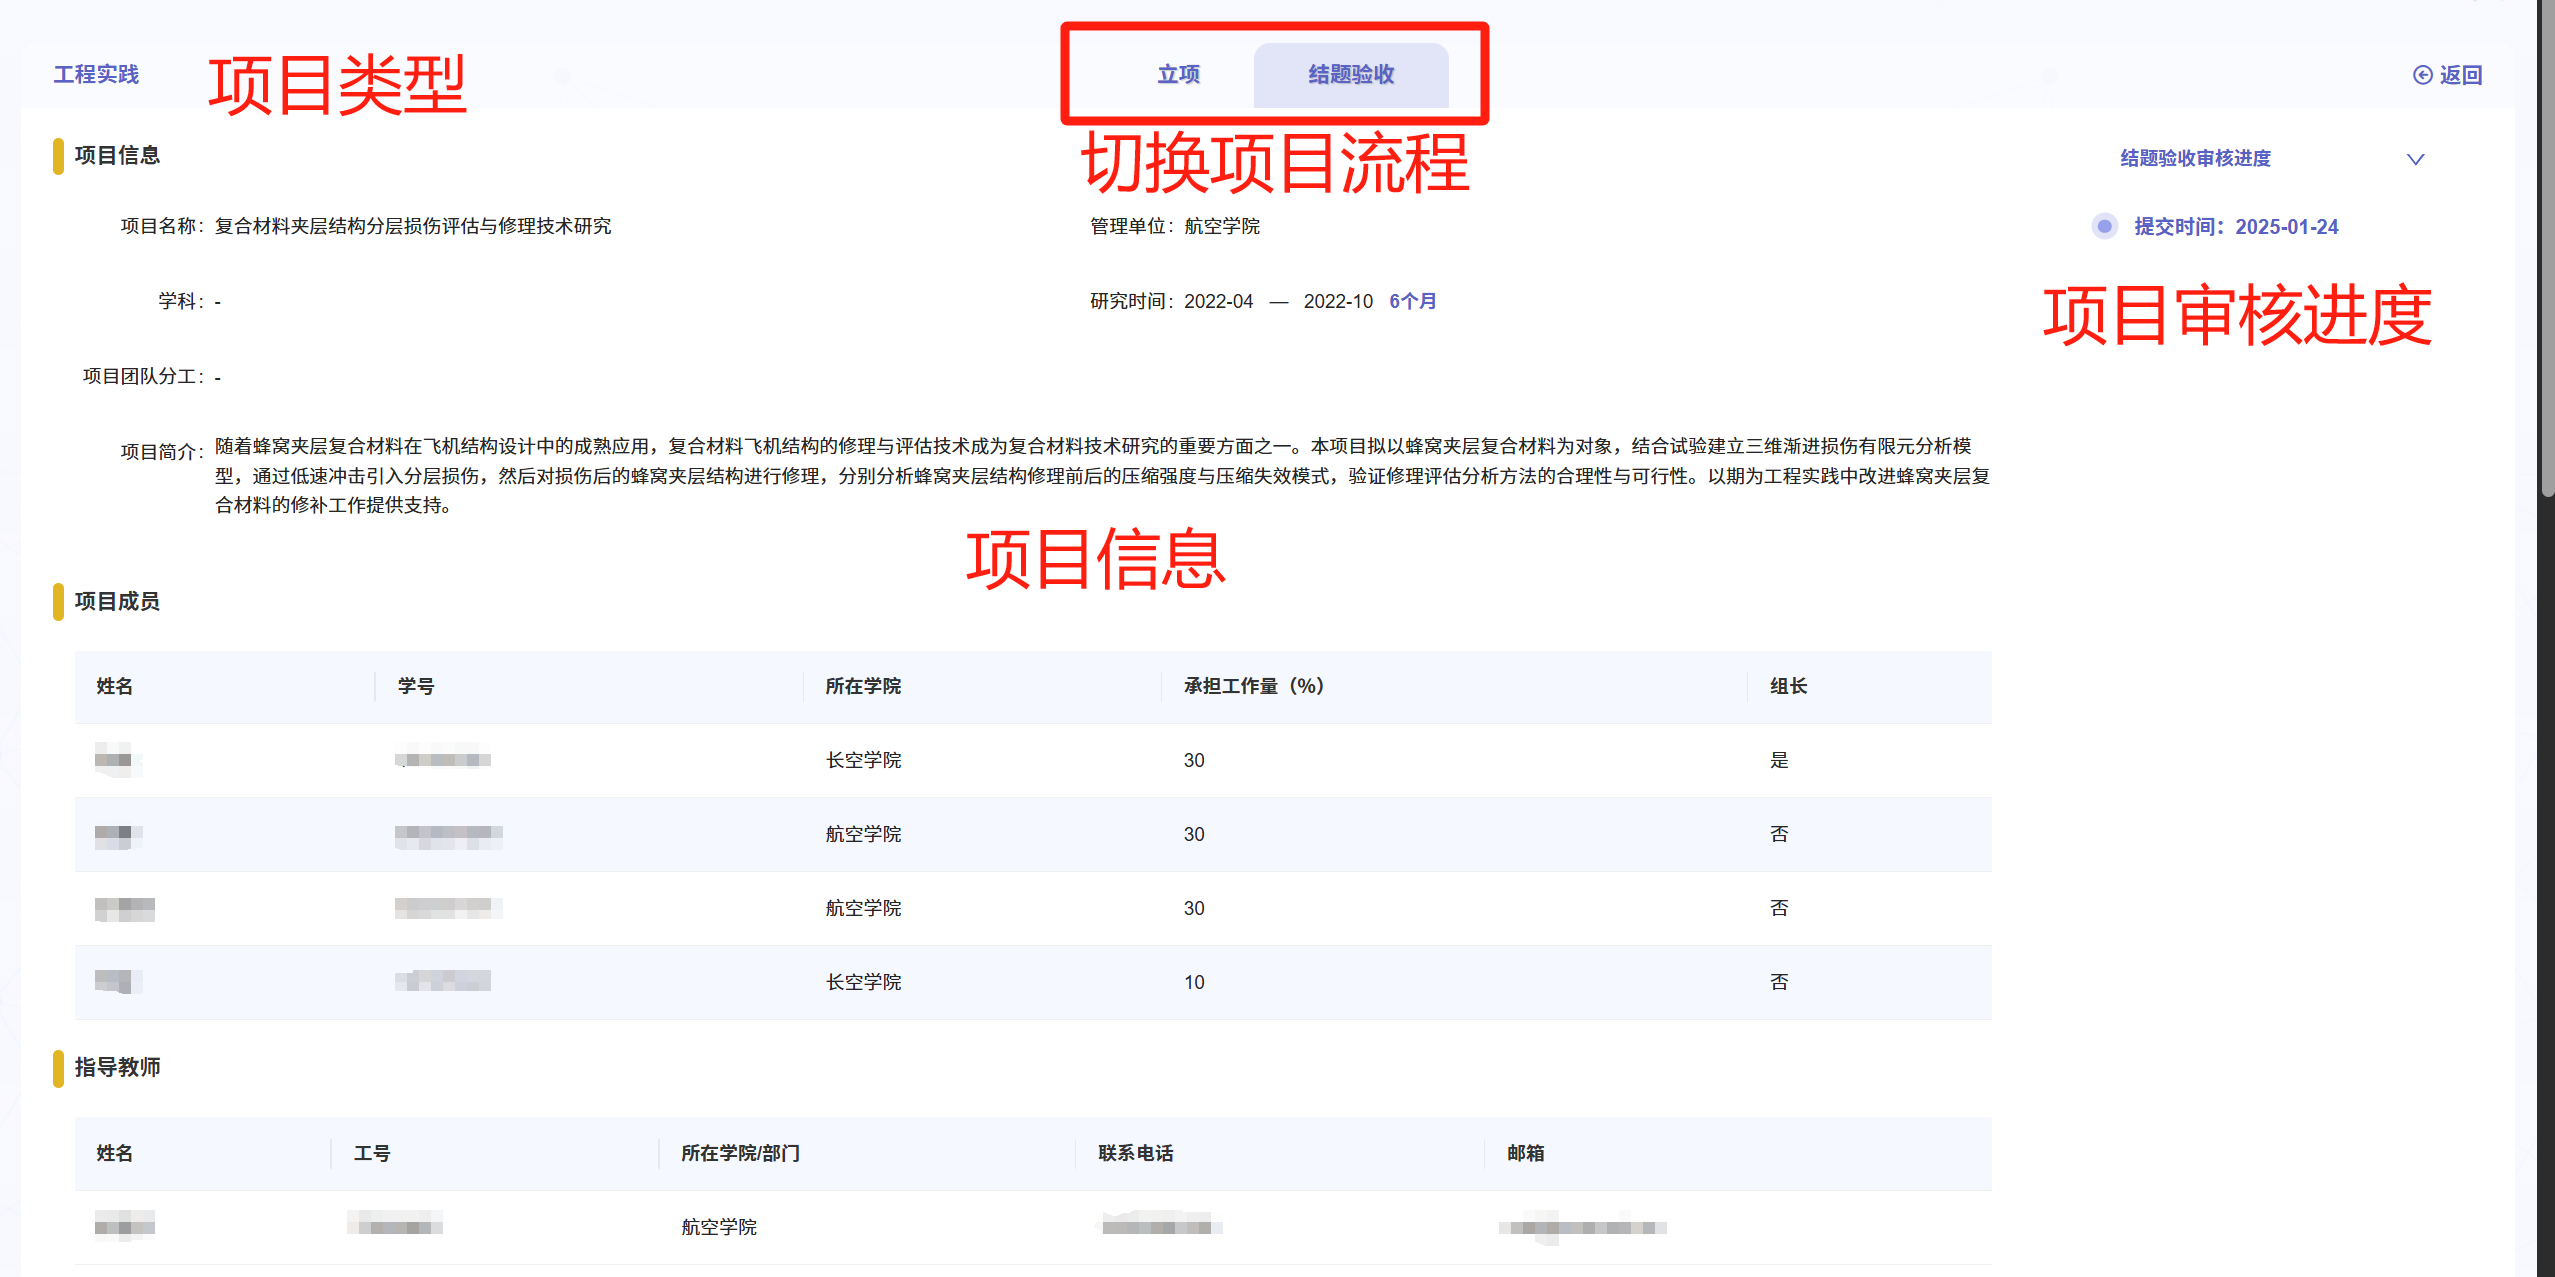 工程实践
项目类型
立项
结题验收
返回
切换项目流程
项目信息
结题验收审核进度
项目名称：复合材料夹层结构分层损伤评估与修理技术研究
管理单位：航空学院
提交时间：2025-01-24
学科：-
研究时间：2022-04 — 2022-10 6个月
项目审核进度
项目团队分工：-
项目简介：随着蜂窝夹层复合材料在飞机结构设计中的成熟应用，复合材料飞机结构的修理与评估技术成为复合材料技术研究的重要方面之一。本项目拟以蜂窝夹层复合材料为对象，结合试验建立三维渐进损伤有限元分析模
型，通过低速冲击引入分层损伤，然后对损伤后的蜂窝夹层结构进行修理，分别分析蜂窝夹层结构修理前后的压缩强度与压缩失效模式，验证修理评估分析方法的合理性与可行性。以期为工程实践中改进蜂窝夹层复
合材料的修补工作提供支持。
项目信息
项目成员
姓名 学号 所在学院 承担工作量（%） 组长
长空学院 30 是
航空学院 30 否
航空学院 30 否
长空学院 10 否
指导教师
姓名 工号 所在学院/部门 联系电话 邮箱
航空学院